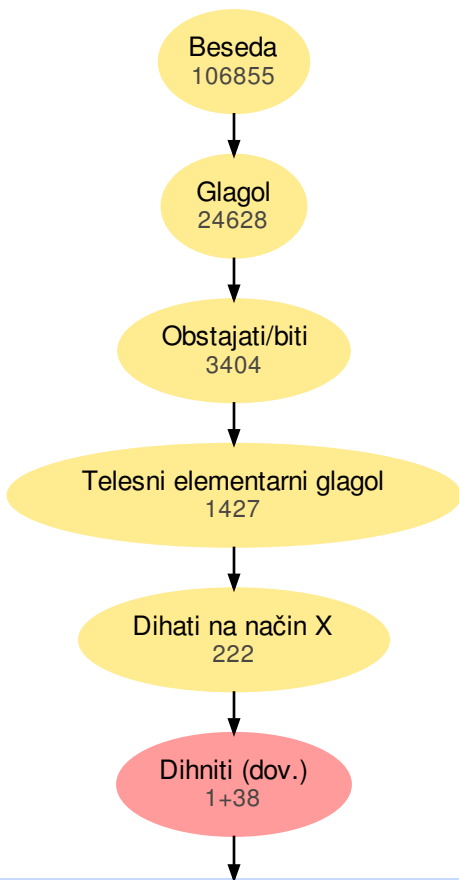 Beseda
106855
Glagol
24628
Obstajati/biti
3404
Telesni elementarni glagol
1427
Dihati na način X
222
Dihniti (dov.)
1+38